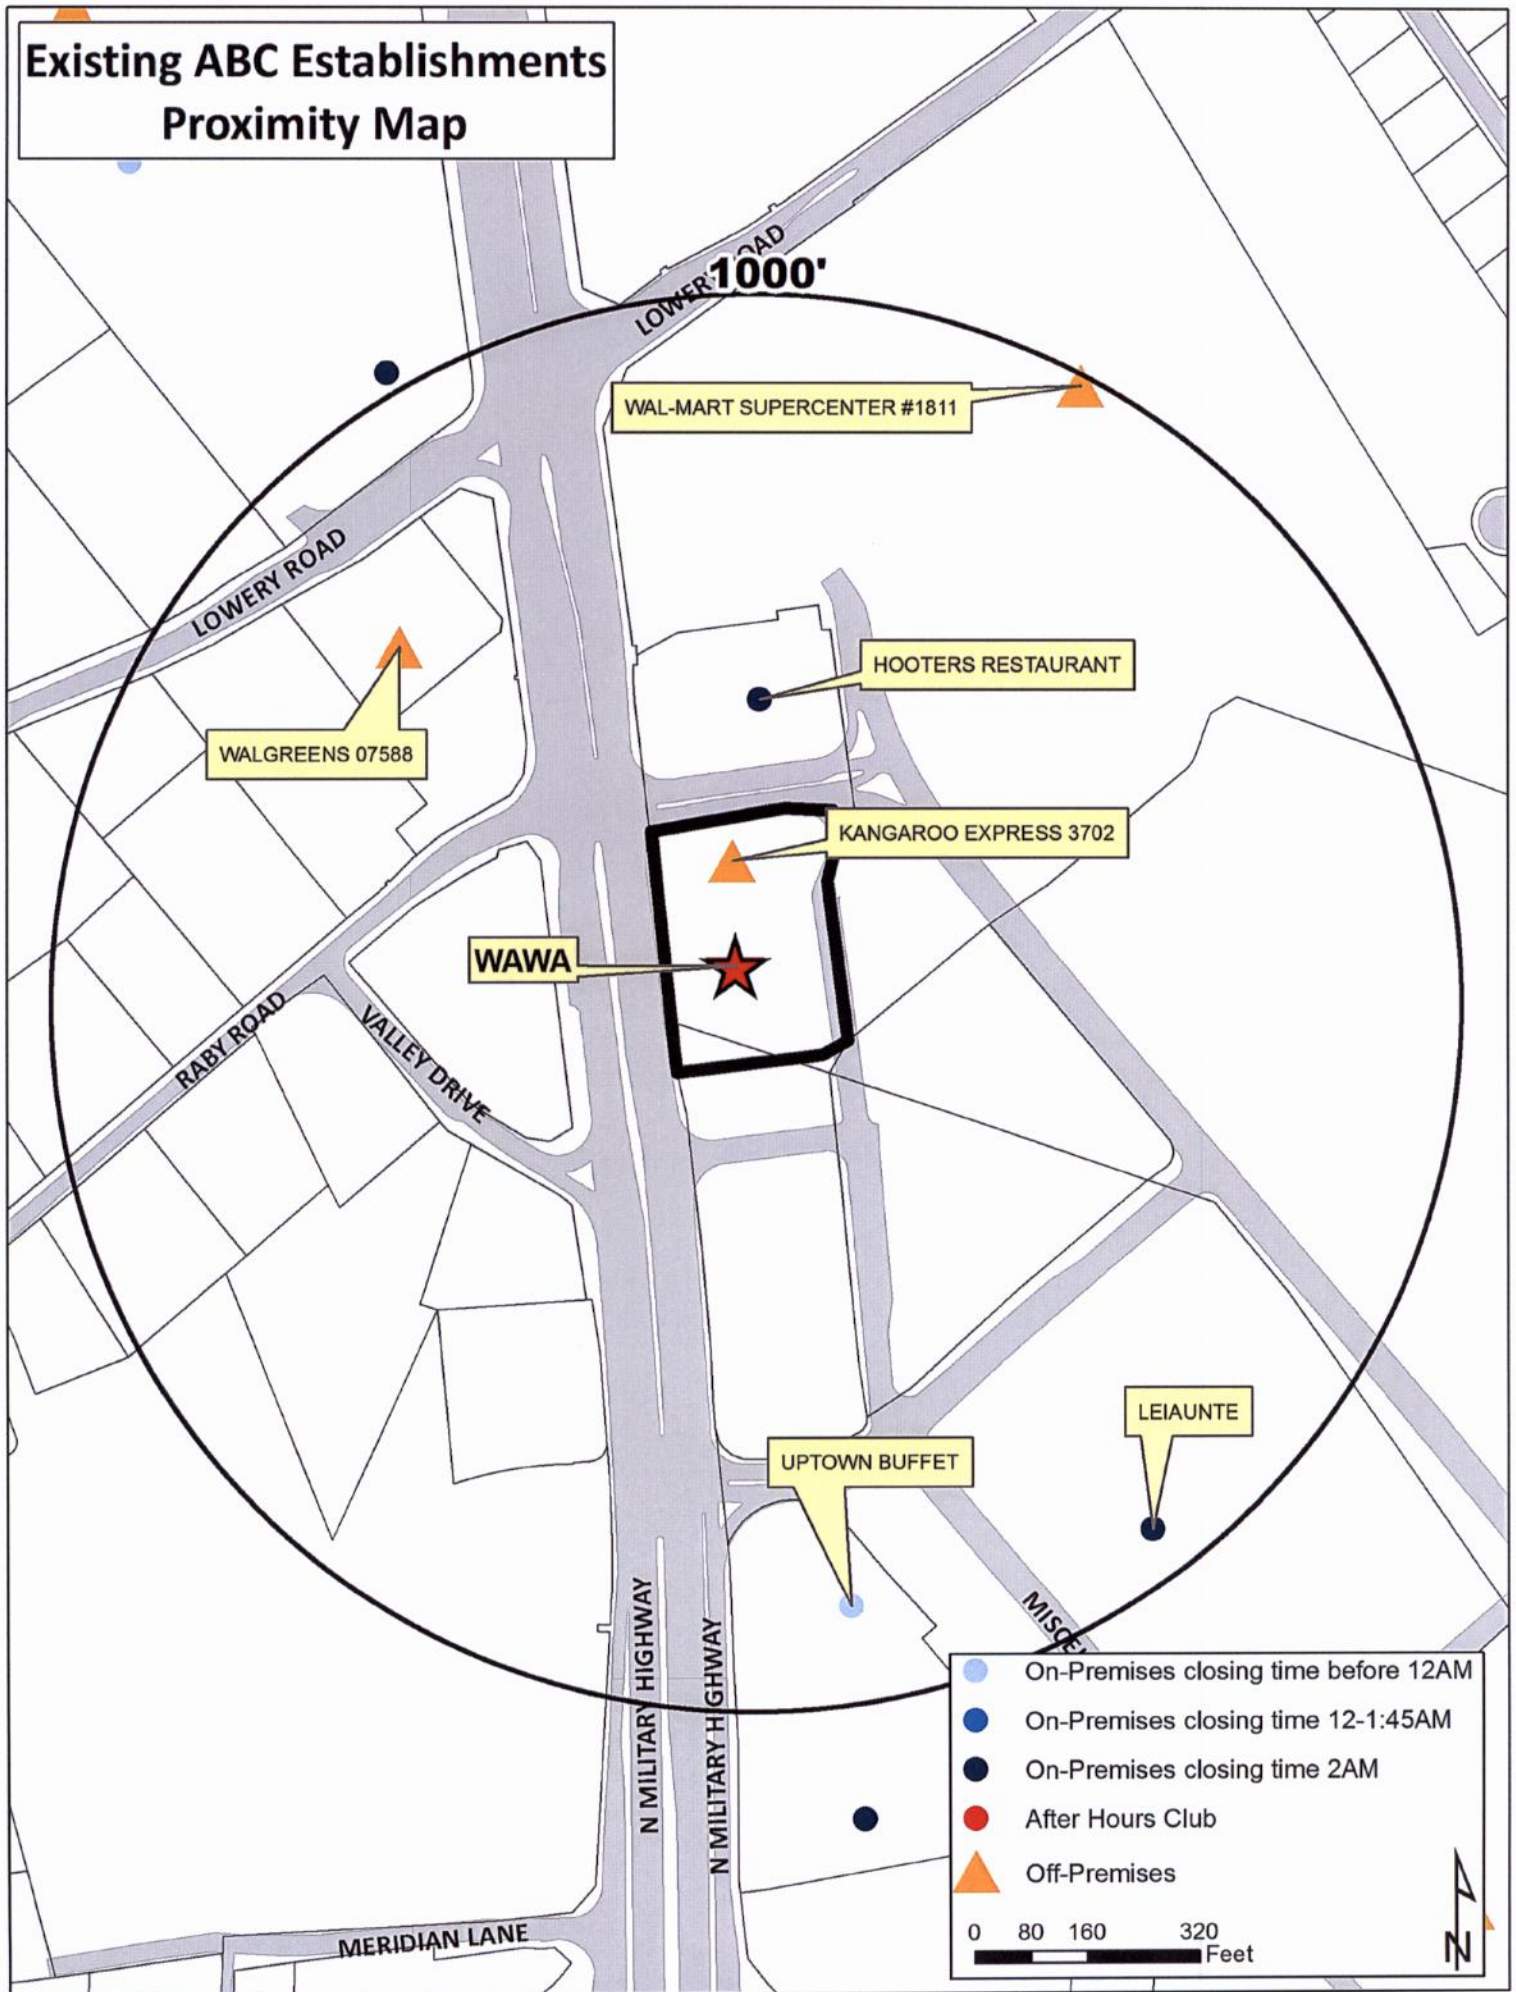 Existing ABC Establishments
Proximity Map
LOWERY ROAD
1000'
WAL-MART SUPERCENTER #1811
LOWERY ROAD
HOOTERS RESTAURANT
WALGREENS 07588
KANGAROO EXPRESS 3702
WAWA
RABY ROAD
VALLEY DRIVE
LEIAUNTE
UPTOWN BUFFET
N MILITARY HIGHWAY
N MILITARY HIGHWAY
On-Premises closing time before 12AM
On-Premises closing time 12-1:45AM
On-Premises closing time 2AM
After Hours Club
Off-Premises
0 80 160 320
Feet
N
MERIDIAN LANE